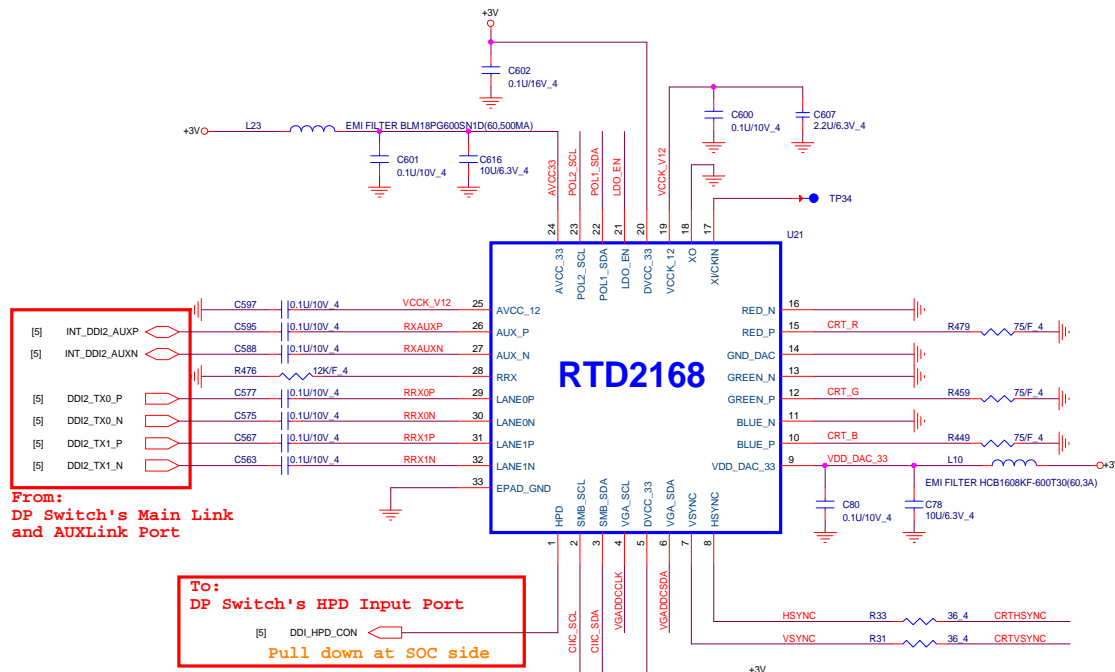 +3V
C602
0.1U/16V_4
+3V
L23
EMI FILTER BLM18PG600SN1D(60,500MA)
C601
0.1U/10V_4
C616
10U/6.3V_4
C600
0.1U/10V_4
C607
2.2U/6.3V_4
AVCC33
POL2_SCL
POL1_SDA
LDO_EN
VCCK_V12
TP34
24
23
22
21
20
19
18
17
U21
AVCC_33
POL2_SCL
POL1_SDA
LDO_EN
DVCC_33
VCCK_12
XO
XI/CKIN
RTD2168
C597 0.1U/10V_4 VCCK_V12 25 AVCC_12
[5] INT_DDI2_AUXP C595 0.1U/10V_4 RXAUXP 26 AUX_P
[5] INT_DDI2_AUXN C588 0.1U/10V_4 RXAUXN 27 AUX_N
R476 12K/F_4 28 RRX
[5] DDI2_TX0_P C577 0.1U/10V_4 RRX0P 29 LANE0P
[5] DDI2_TX0_N C575 0.1U/10V_4 RRX0N 30 LANE0N
[5] DDI2_TX1_P C567 0.1U/10V_4 RRX1P 31 LANE1P
[5] DDI2_TX1_N C563 0.1U/10V_4 RRX1N 32 LANE1N
33 EPAD_GND
RED_N 16
RED_P 15 CRT_R R479 75/F_4
GND_DAC 14
GREEN_N 13
GREEN_P 12 CRT_G R459 75/F_4
BLUE_N 11
BLUE_P 10 CRT_B R449 75/F_4
VDD_DAC_33 9 VDD_DAC_33 L10 +3V
EMI FILTER HCB1608KF-600T30(60,3A)
C80
0.1U/10V_4
C78
10U/6.3V_4
From:
DP Switch's Main Link
and AUXLink Port
HPD
SMB_SCL
SMB_SDA
VGA_SCL
DVCC_33
VGA_SDA
VSYNC
HSYNC
1
2
3
4
5
6
7
8
CIIC_SCL
CIIC_SDA
VGADDCCLK
VGADDCSDA
To:
DP Switch's HPD Input Port
[5] DDI_HPD_CON
Pull down at SOC side
HSYNC R33 36_4 CRTHSYNC
VSYNC R31 36_4 CRTVSYNC
+3V